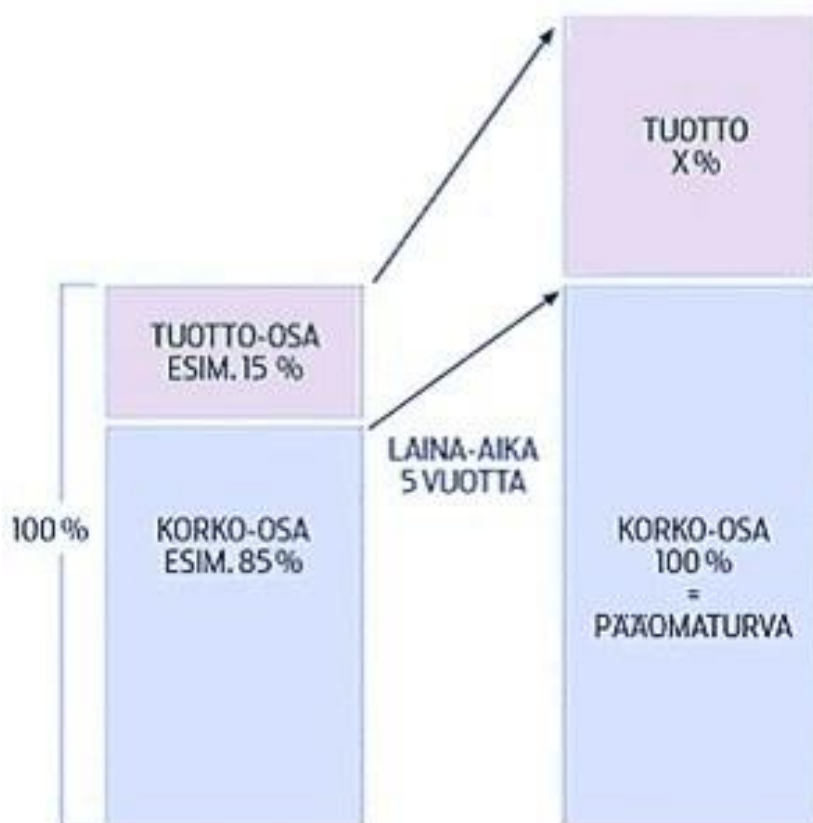 TUOTTO
X %
TUOTTO-OSA
ESIM. 15 %
LAINA-AIKA
5 VUOTTA
100 %
KORKO-OSA
ESIM. 85 %
KORKO-OSA
100 %
=
PÄÄOMATURVA